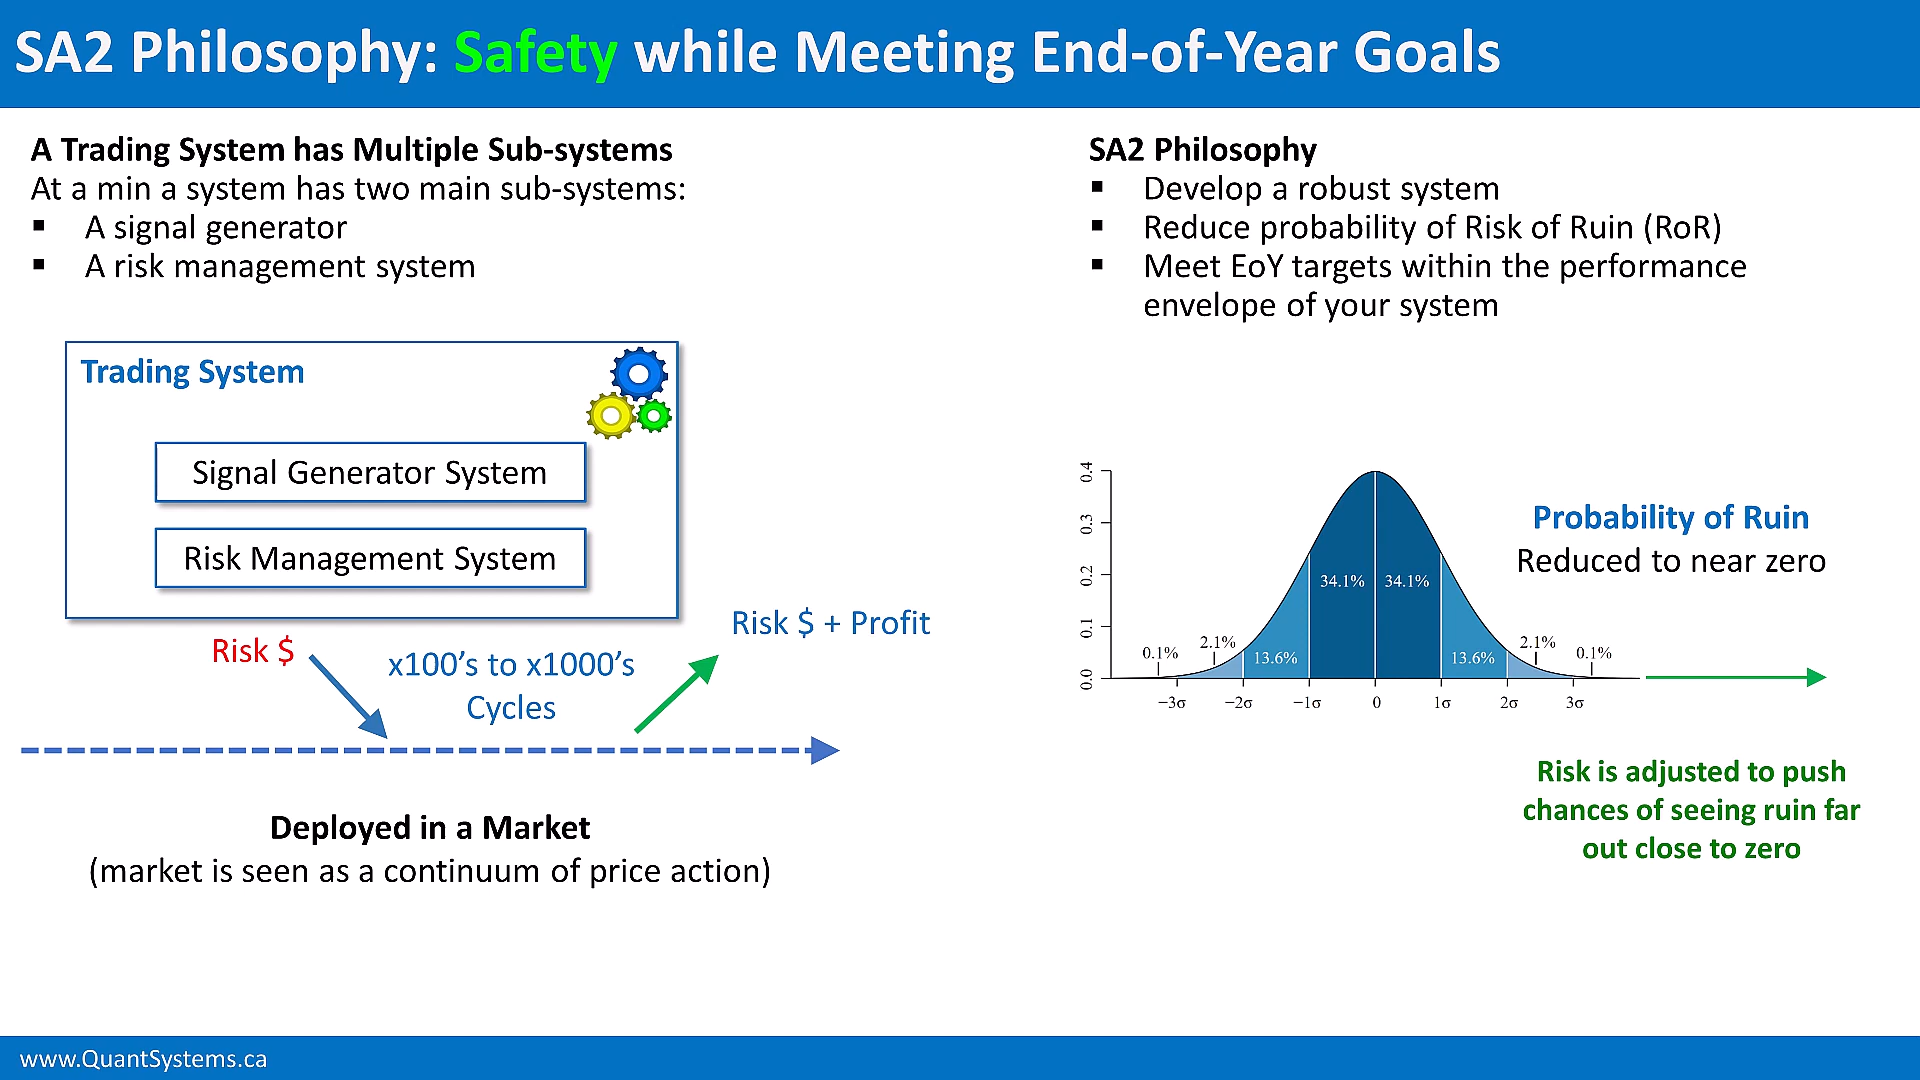 SA2 Philosophy: Safety while Meeting End-of-Year Goals
A Trading System has Multiple Sub-systems
At a min a system has two main sub-systems:
▪ A signal generator
▪ A risk management system
Trading System
Signal Generator System
Risk Management System
Risk $
x100’s to x1000’s
Cycles
Risk $ + Profit
Deployed in a Market
(market is seen as a continuum of price action)
SA2 Philosophy
▪ Develop a robust system
▪ Reduce probability of Risk of Ruin (RoR)
▪ Meet EoY targets within the performance
envelope of your system
0.4
0.3
0.2
0.1
0.0
0.1% 2.1% 13.6% 34.1% 34.1% 13.6% 2.1% 0.1%
−3σ −2σ −1σ 0 1σ 2σ 3σ
Probability of Ruin
Reduced to near zero
Risk is adjusted to push
chances of seeing ruin far
out close to zero
www.QuantSystems.ca